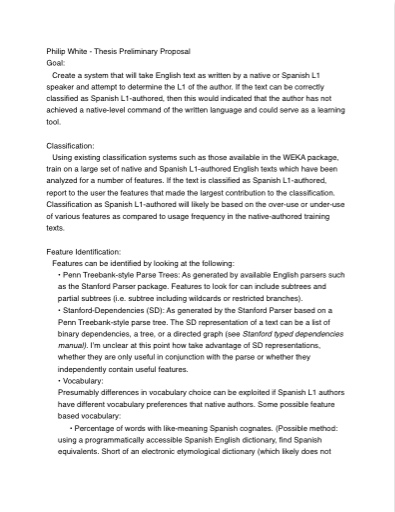 Philip White - Thesis Preliminary Proposal
Goal:
Create a system that will take English text as written by a native or Spanish L1
speaker and attempt to determine the L1 of the author. If the text can be correctly
classified as Spanish L1-authored, then this would indicated that the author has not
achieved a native-level command of the written language and could serve as a learning
tool.
Classification:
Using existing classification systems such as those available in the WEKA package,
train on a large set of native and Spanish L1-authored English texts which have been
analyzed for a number of features. If the text is classified as Spanish L1-authored,
report to the user the features that made the largest contribution to the classification.
Classification as Spanish L1-authored will likely be based on the over-use or under-use
of various features as compared to usage frequency in the native-authored training
texts.
Feature Identification:
Features can be identified by looking at the following:
• Penn Treebank-style Parse Trees: As generated by available English parsers such
as the Stanford Parser package. Features to look for can include subtrees and
partial subtrees (i.e. subtree including wildcards or restricted branches).
• Stanford-Dependencies (SD): As generated by the Stanford Parser based on a
Penn Treebank-style parse tree. The SD representation of a text can be a list of
binary dependencies, a tree, or a directed graph (see Stanford typed dependencies
manual). I'm unclear at this point how take advantage of SD representations,
whether they are only useful in conjunction with the parse or whether they
independently contain useful features.
• Vocabulary:
Presumably differences in vocabulary choice can be exploited if Spanish L1 authors
have different vocabulary preferences that native authors. Some possible feature
based vocabulary:
• Percentage of words with like-meaning Spanish cognates. (Possible method:
using a programmatically accessible Spanish English dictionary, find Spanish
equivalents. Short of an electronic etymological dictionary (which likely does not